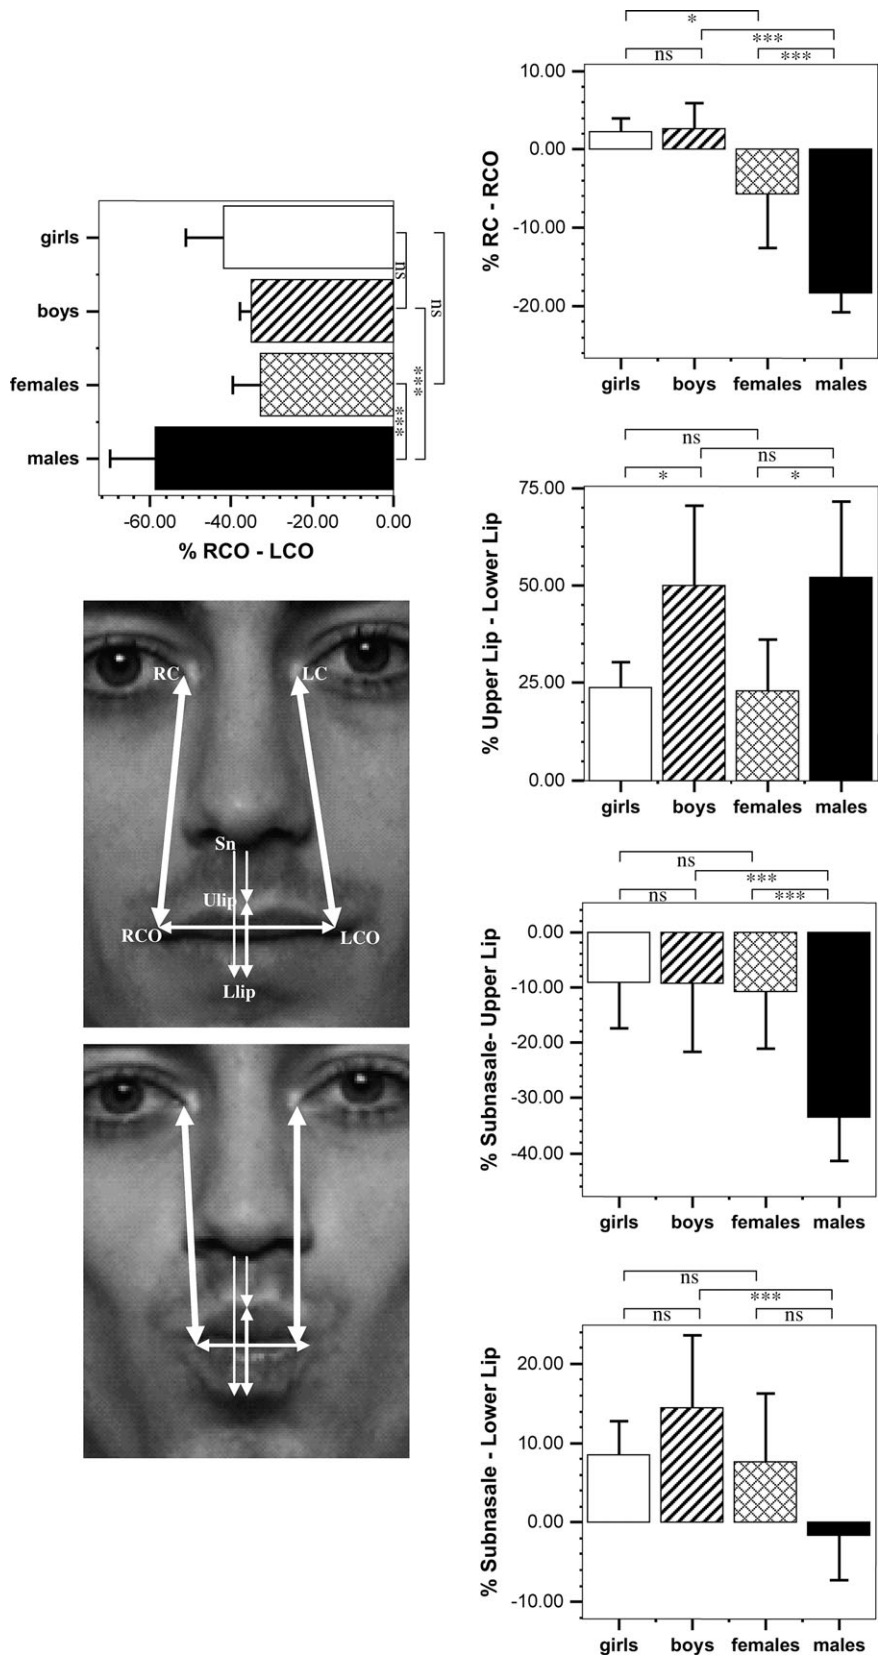 girls
boys
females
males
-60.00 -40.00 -20.00 0.00
% RCO - LCO
ns
ns
***
***
RC LC
Sn
Ulip
RCO LCO
Llip
*
***
ns ***
10.00
0.00
-10.00
-20.00
% RC - RCO
girls boys females males
ns
ns
* *
75.00
50.00
25.00
0.00
% Upper Lip - Lower Lip
girls boys females males
ns
***
ns ***
0.00
-10.00
-20.00
-30.00
-40.00
% Subnasale- Upper Lip
girls boys females males
ns
***
ns ns
20.00
10.00
0.00
-10.00
% Subnasale - Lower Lip
girls boys females males